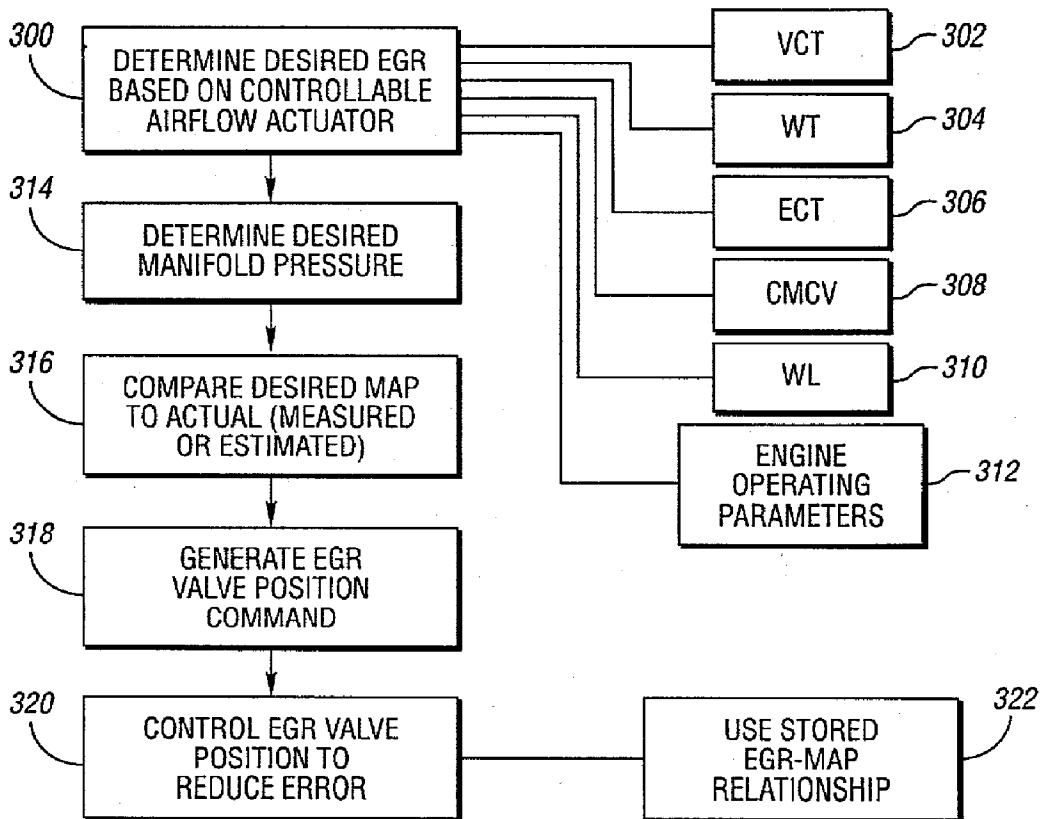 300
DETERMINE DESIRED EGR
BASED ON CONTROLLABLE
AIRFLOW ACTUATOR
VCT
302
WT
304
ECT
306
CMCV
308
WL
310
ENGINE
OPERATING
PARAMETERS
312
314
DETERMINE DESIRED
MANIFOLD PRESSURE
316
COMPARE DESIRED MAP
TO ACTUAL (MEASURED
OR ESTIMATED)
318
GENERATE EGR
VALVE POSITION
COMMAND
320
CONTROL EGR VALVE
POSITION TO
REDUCE ERROR
322
USE STORED
EGR-MAP
RELATIONSHIP